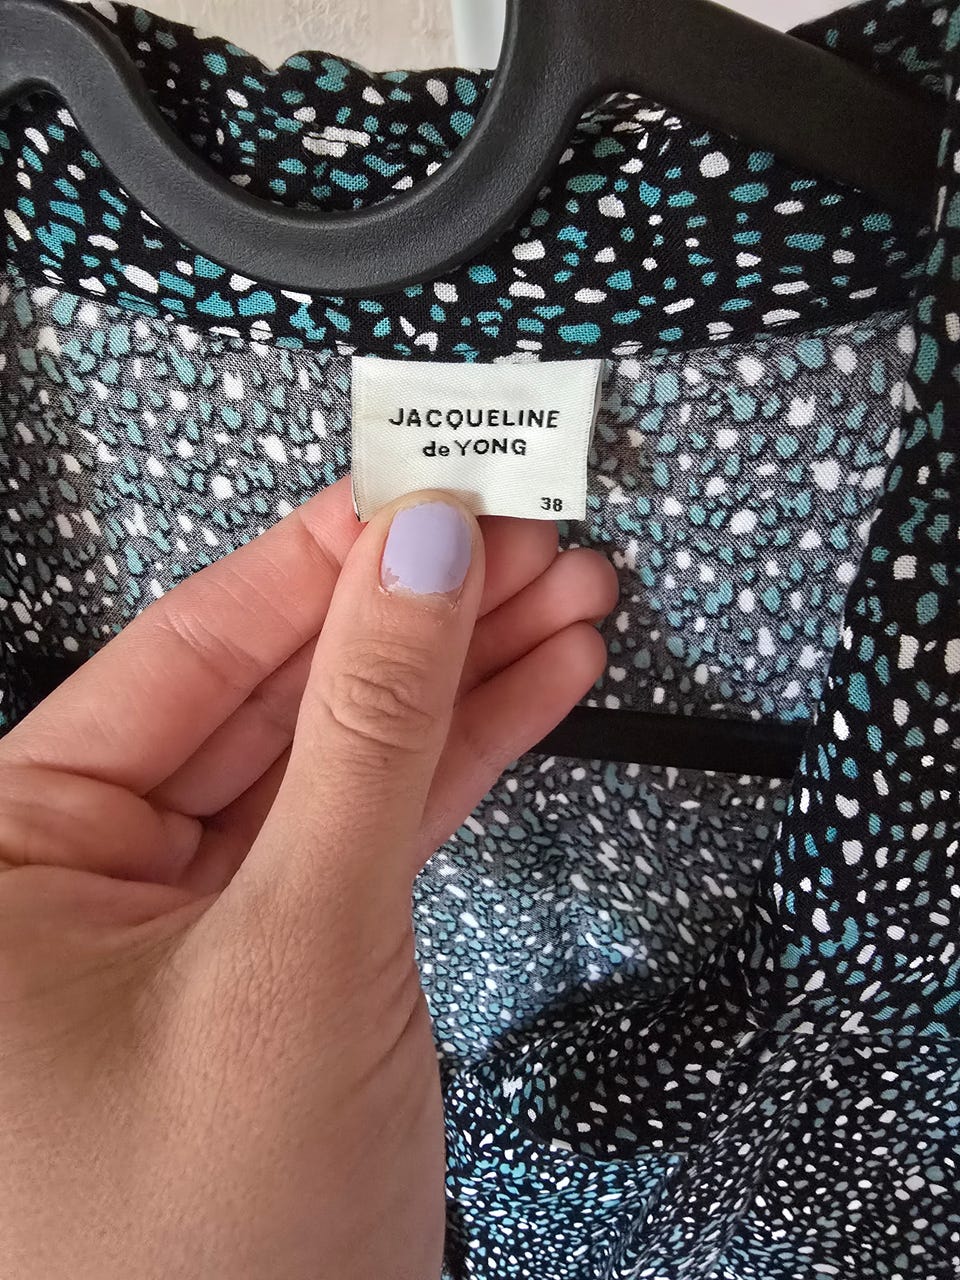 JACQUELINE
de YONG
38